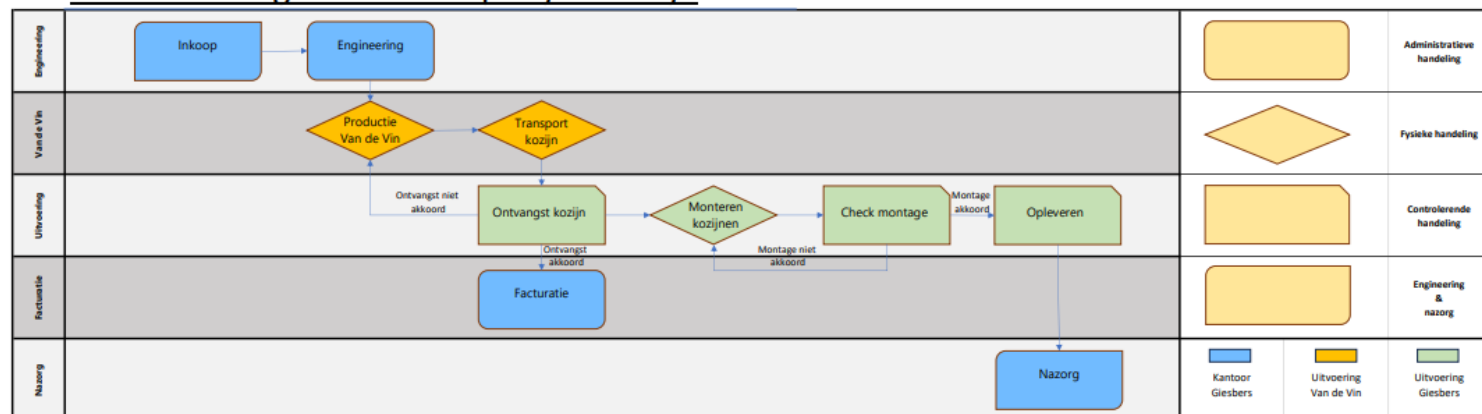 Engineering
Inkoop
Engineering
Administratieve
handeling
Van de Vin
Productie
Van de Vin
Transport
kozijn
Fysieke handeling
Uitvoering
Ontvangst niet
akkoord
Ontvangst kozijn
Monteren
kozijnen
Check montage
Montage
akkoord
Opleveren
Controlerende
handeling
Ontvangst
akkoord
Montage niet
akkoord
Facturatie
Facturatie
Engineering
&
nazorg
Nazorg
Nazorg
Kantoor
Giesbers
Uitvoering
Van de Vin
Uitvoering
Giesbers